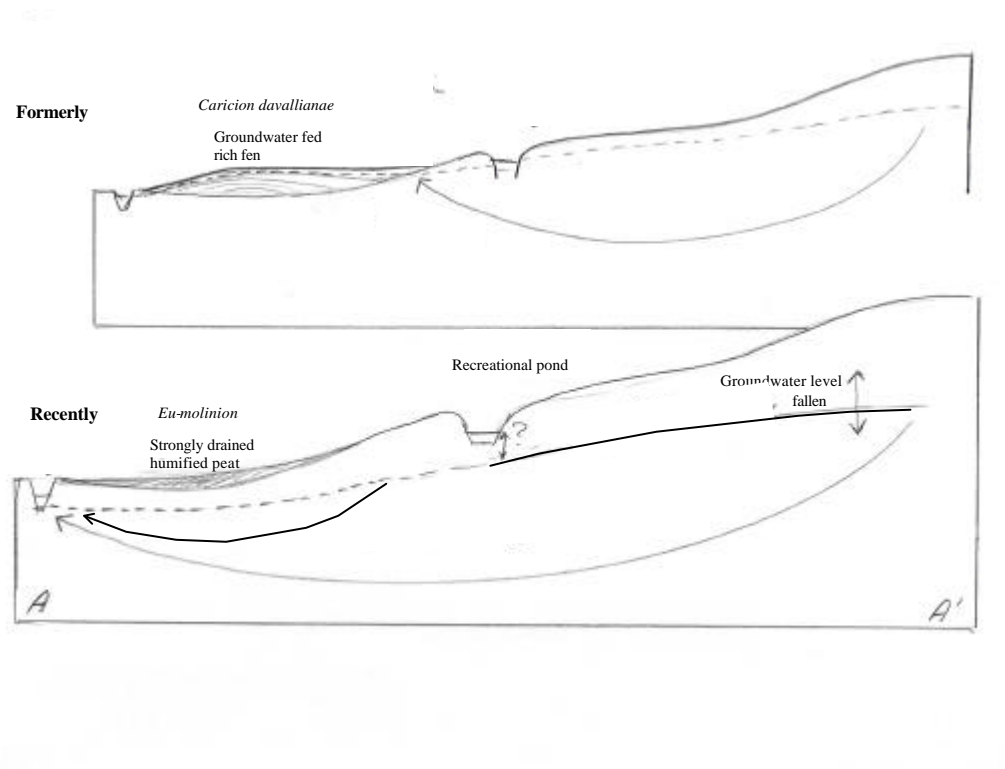 Formerly
Caricion davallianae
Groundwater fed
rich fen
Recreational pond
Groundwater level
fallen
Recently
Eu-molinion
Strongly drained
humified peat
?
A
A'